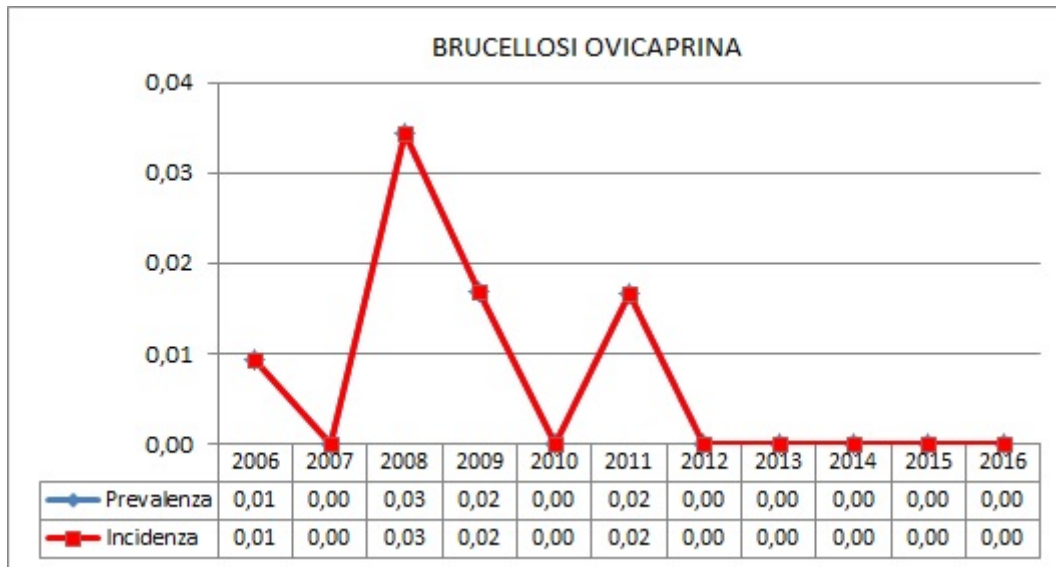 BRUCELLOSI OVICAPRINA
0,04
0,03
0,02
0,01
0,00
2006 2007 2008 2009 2010 2011 2012 2013 2014 2015 2016
Prevalenza 0,01 0,00 0,03 0,02 0,00 0,02 0,00 0,00 0,00 0,00 0,00
Incidenza 0,01 0,00 0,03 0,02 0,00 0,02 0,00 0,00 0,00 0,00 0,00